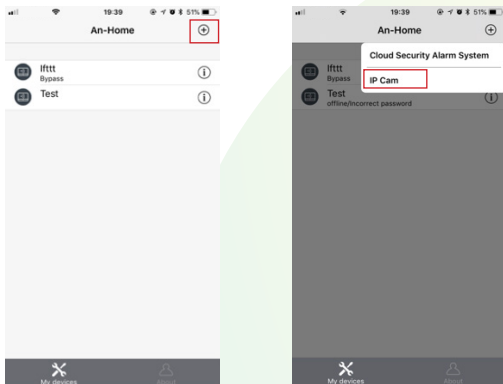 19:39
51%
An-Home
Ifttt
Bypass
Test
My devices
About
19:39
51%
An-Home
Cloud Security Alarm System
IP Cam
Ifttt
Bypass
Test
offline/incorrect password
My devices
About